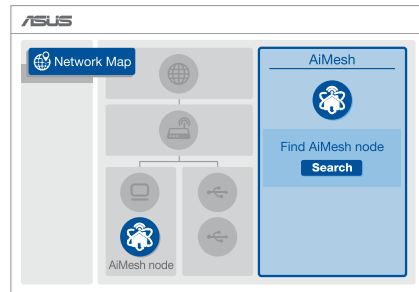 ASUS
Network Map
AiMesh
Find AiMesh node
Search
AiMesh node